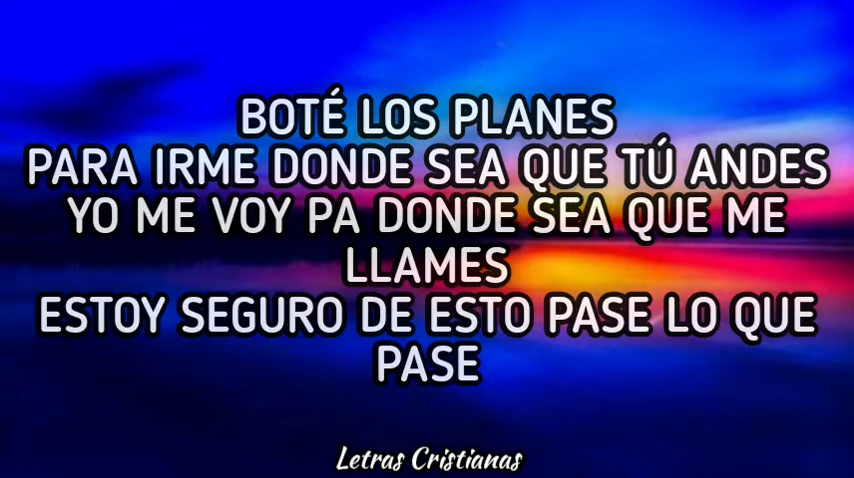 BOTÉ LOS PLANES
PARA IRME DONDE SEA QUE TÚ ANDES
YO ME VOY PA DONDE SEA QUE ME
LLAMES
ESTOY SEGURO DE ESTO PASE LO QUE
PASE
Letras Cristianas